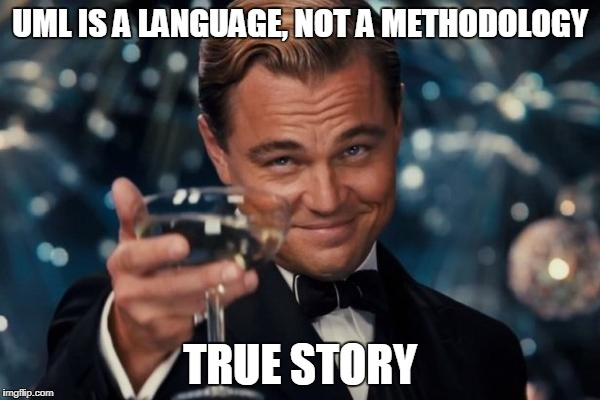 UML IS A LANGUAGE, NOT A METHODOLOGY
TRUE STORY
imgflip.com